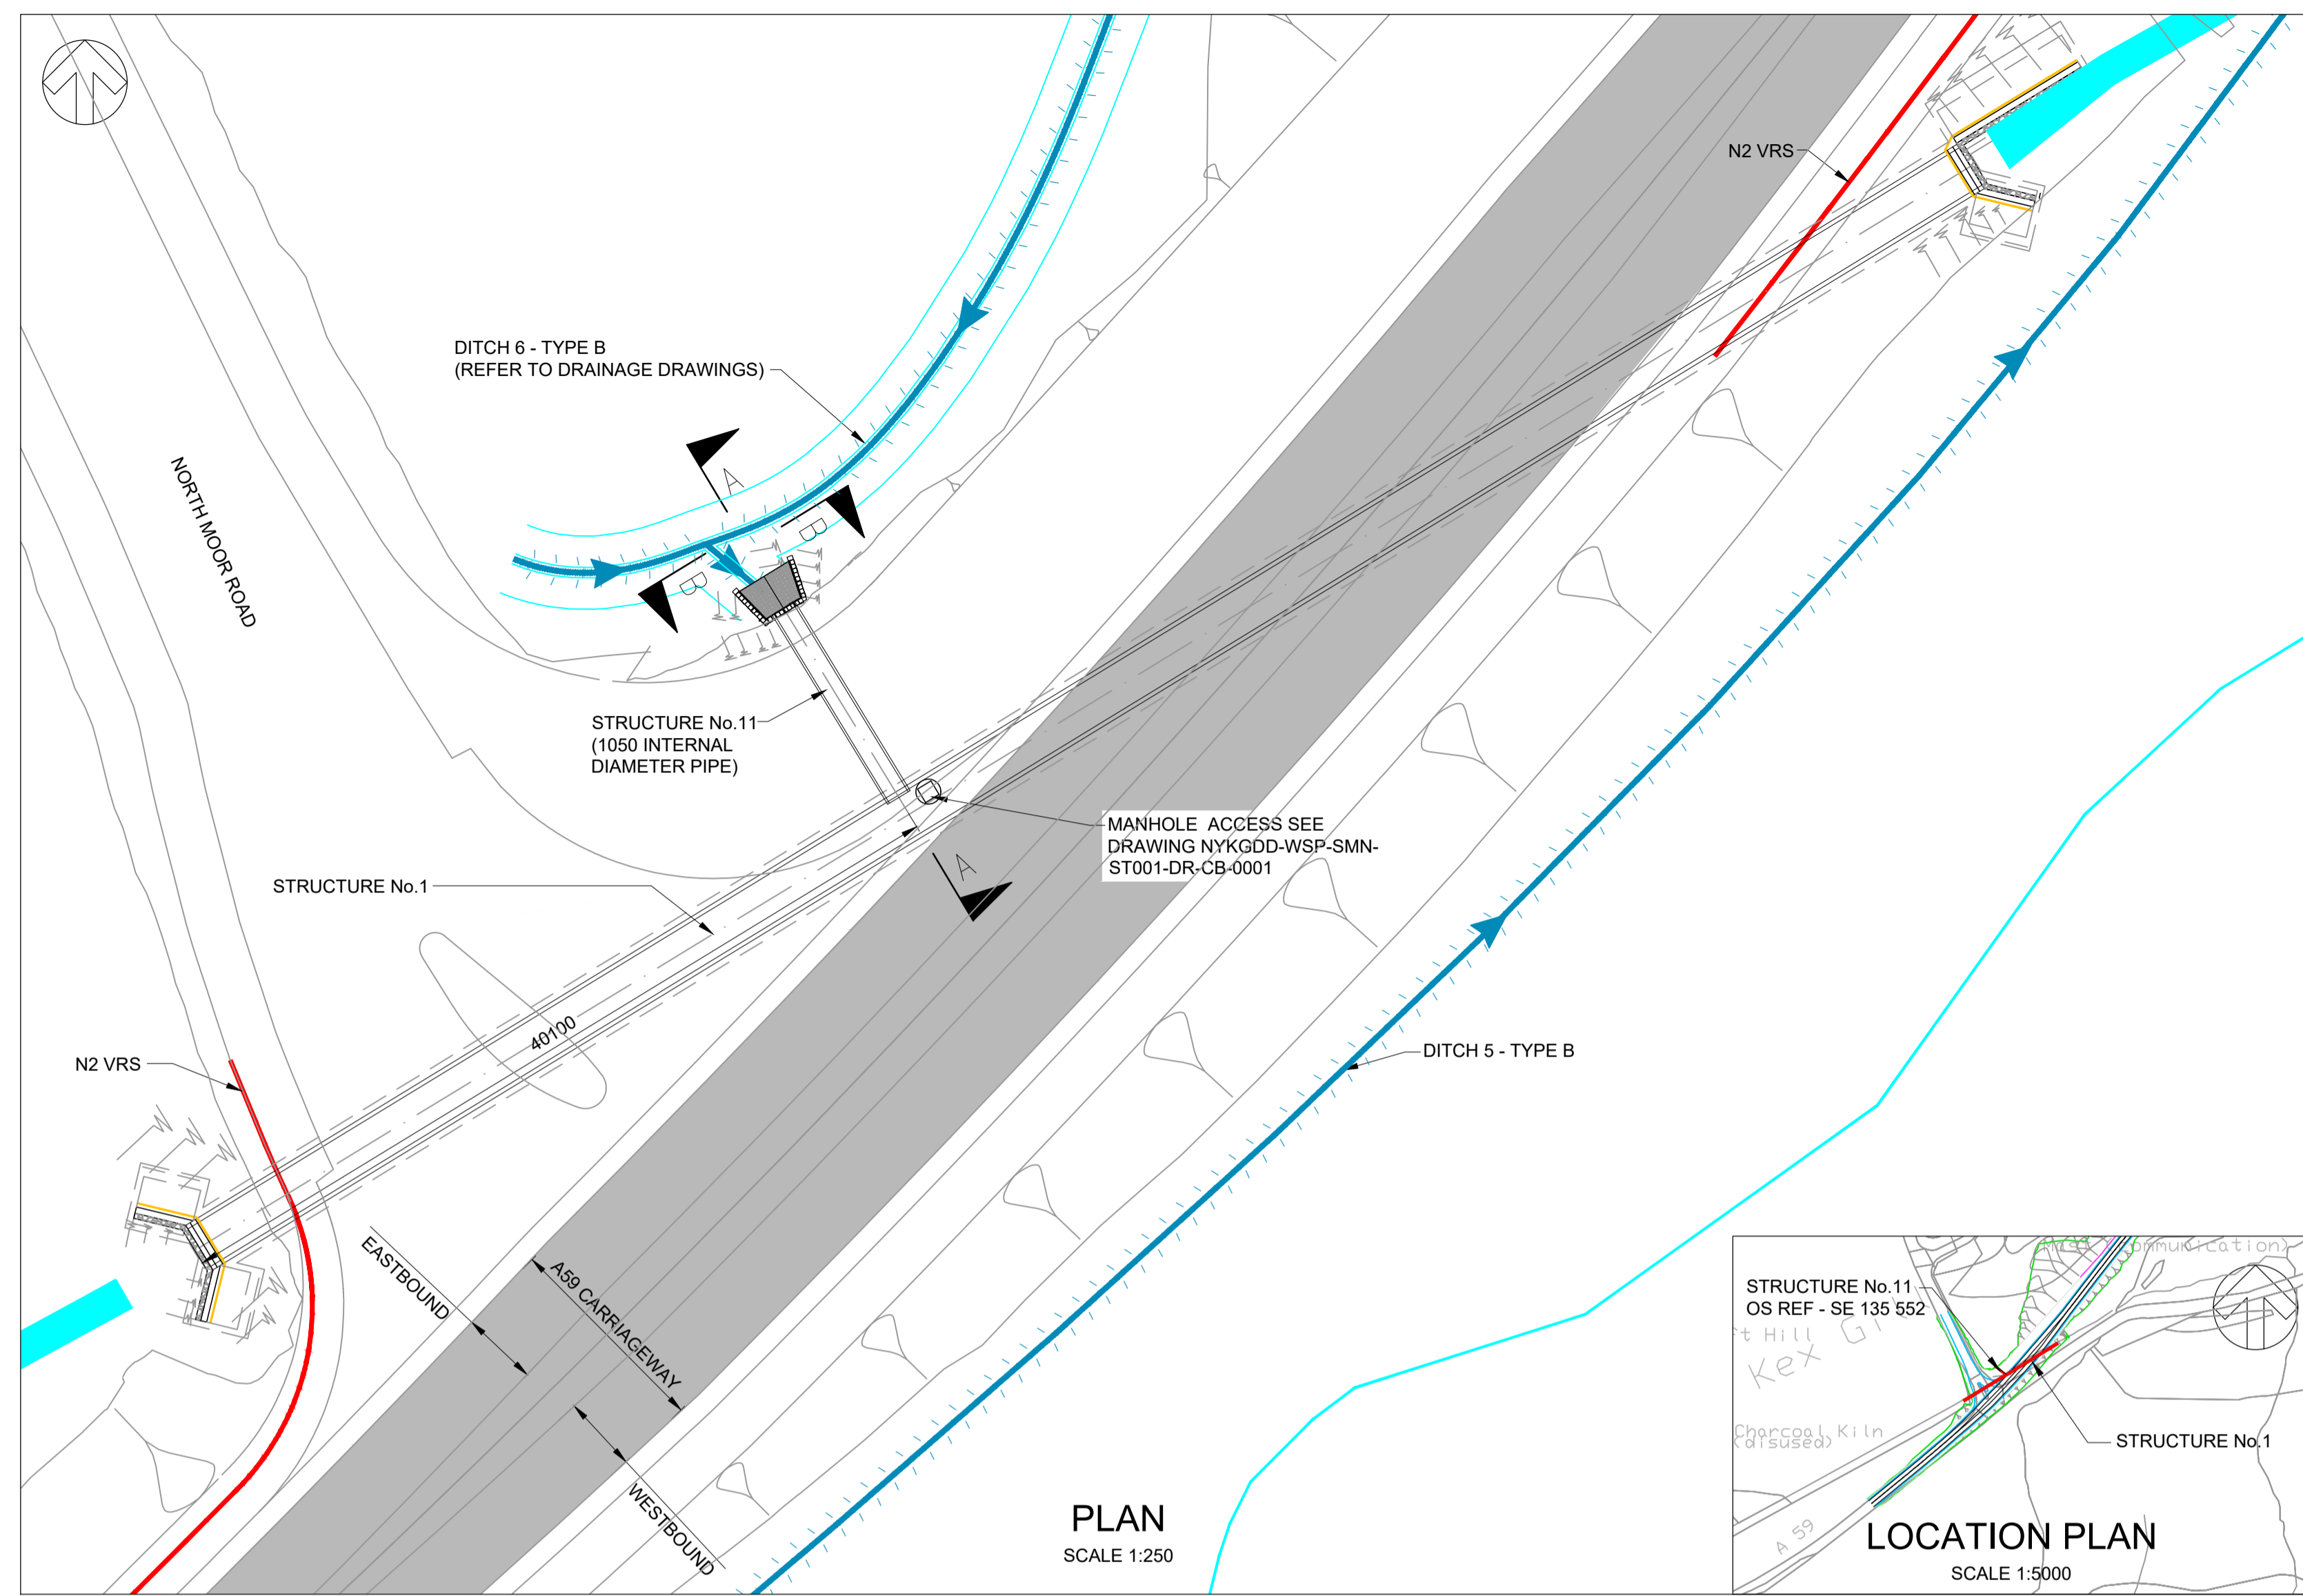 N2 VRS
DITCH 6 - TYPE B
(REFER TO DRAINAGE DRAWINGS)
A
B
B
NORTH MOOR ROAD
STRUCTURE No.11
(1050 INTERNAL
DIAMETER PIPE)
MANHOLE ACCESS SEE
DRAWING NYKGDD-WSP-SMN-
ST001-DR-CB-0001
A
STRUCTURE No.1
40100
N2 VRS
DITCH 5 - TYPE B
EASTBOUND
A59 CARRIAGEWAY
WESTBOUND
PLAN
SCALE 1:250
STRUCTURE No.11
OS REF - SE 135 552
ft Hill
Kex
Charcoal Kiln
(disused)
STRUCTURE No.1
A 59
LOCATION PLAN
SCALE 1:5000